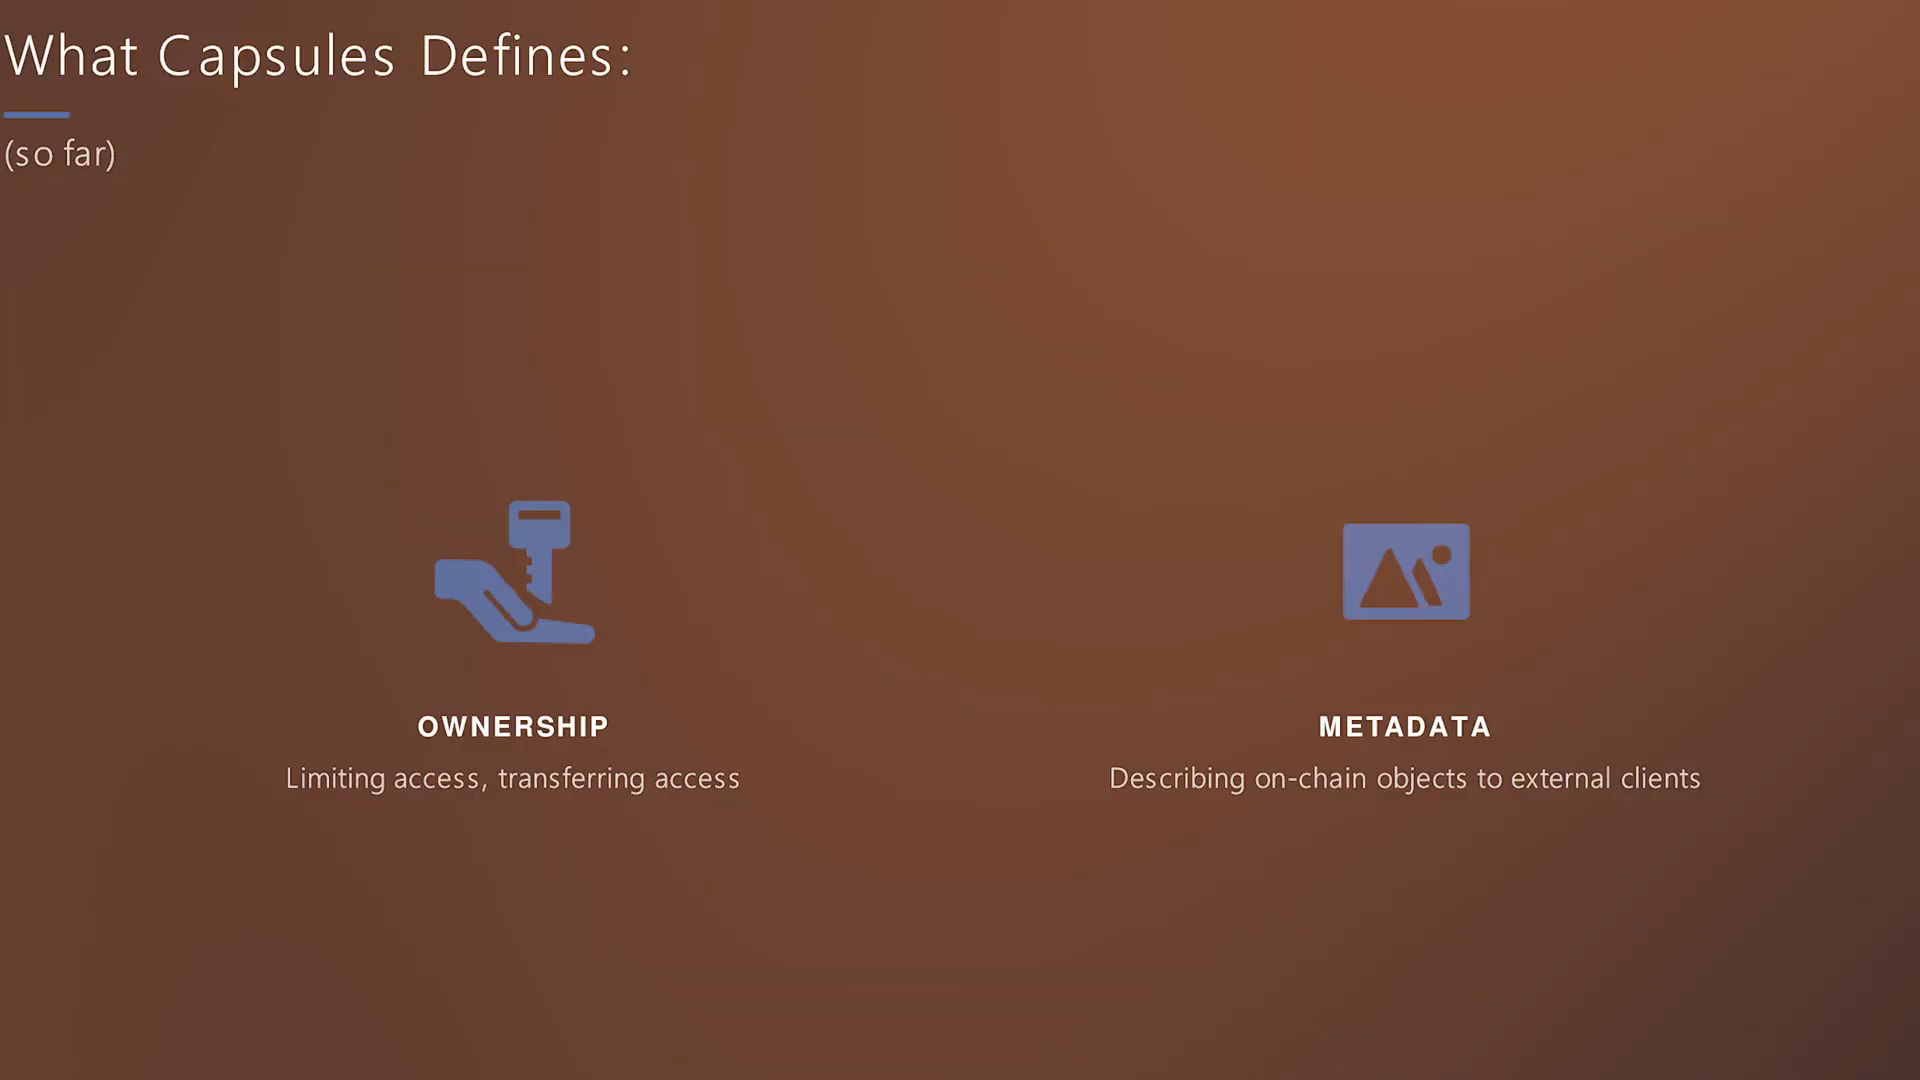 What Capsules Defines:
(so far)
OWNERSHIP
Limiting access, transferring access
METADATA
Describing on-chain objects to external clients